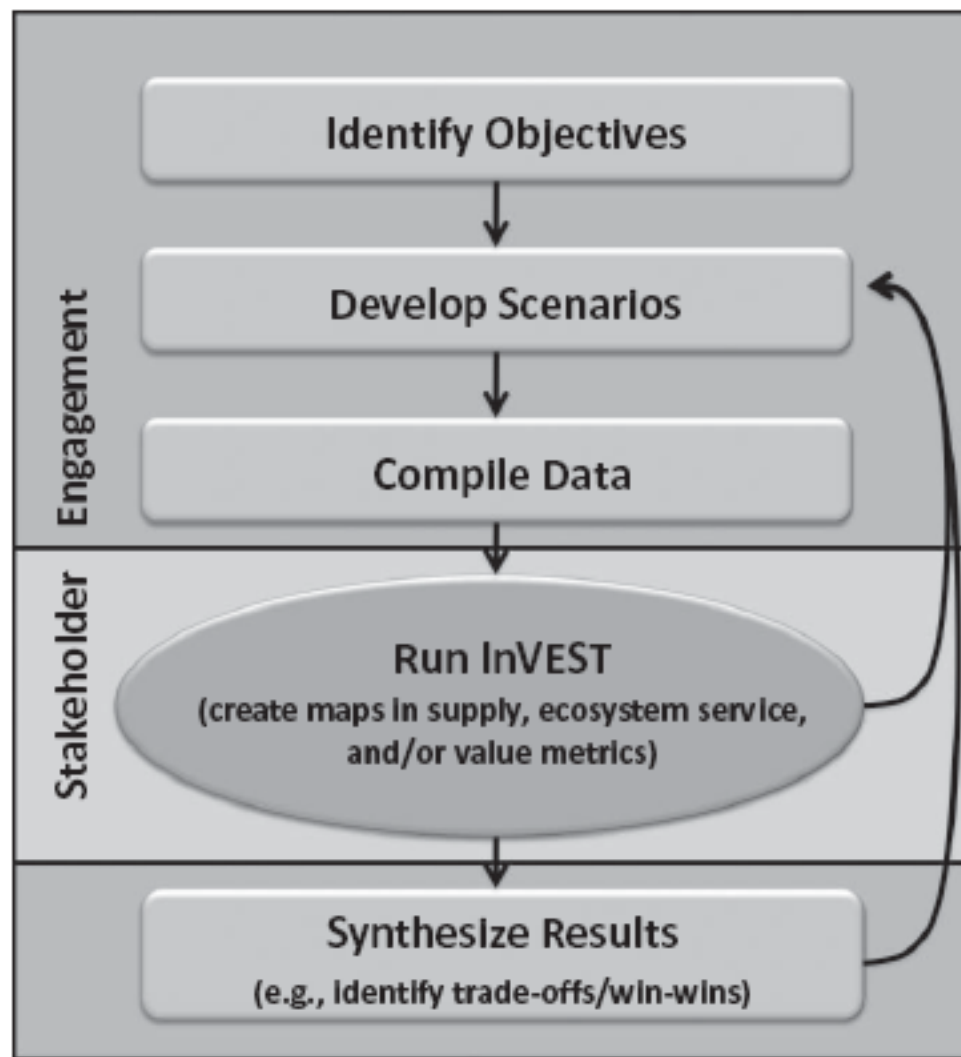 Identify Objectives
Develop Scenarios
Compile Data
Run InVEST
(create maps in supply, ecosystem service,
and/or value metrics)
Synthesize Results
(e.g., identify trade-offs/win-wins)
Stakeholder Engagement